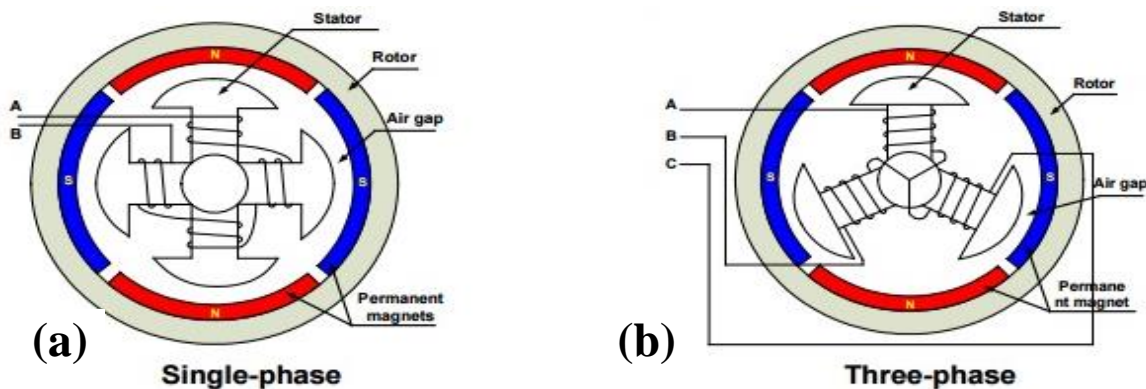 Stator
N
Rotor
A
B
Air gap
S
S
Permanent
magnets
N
(a)
Single-phase
Stator
N
Rotor
A
B
C
S
S
Air gap
Permane
nt magnet
N
(b)
Three-phase